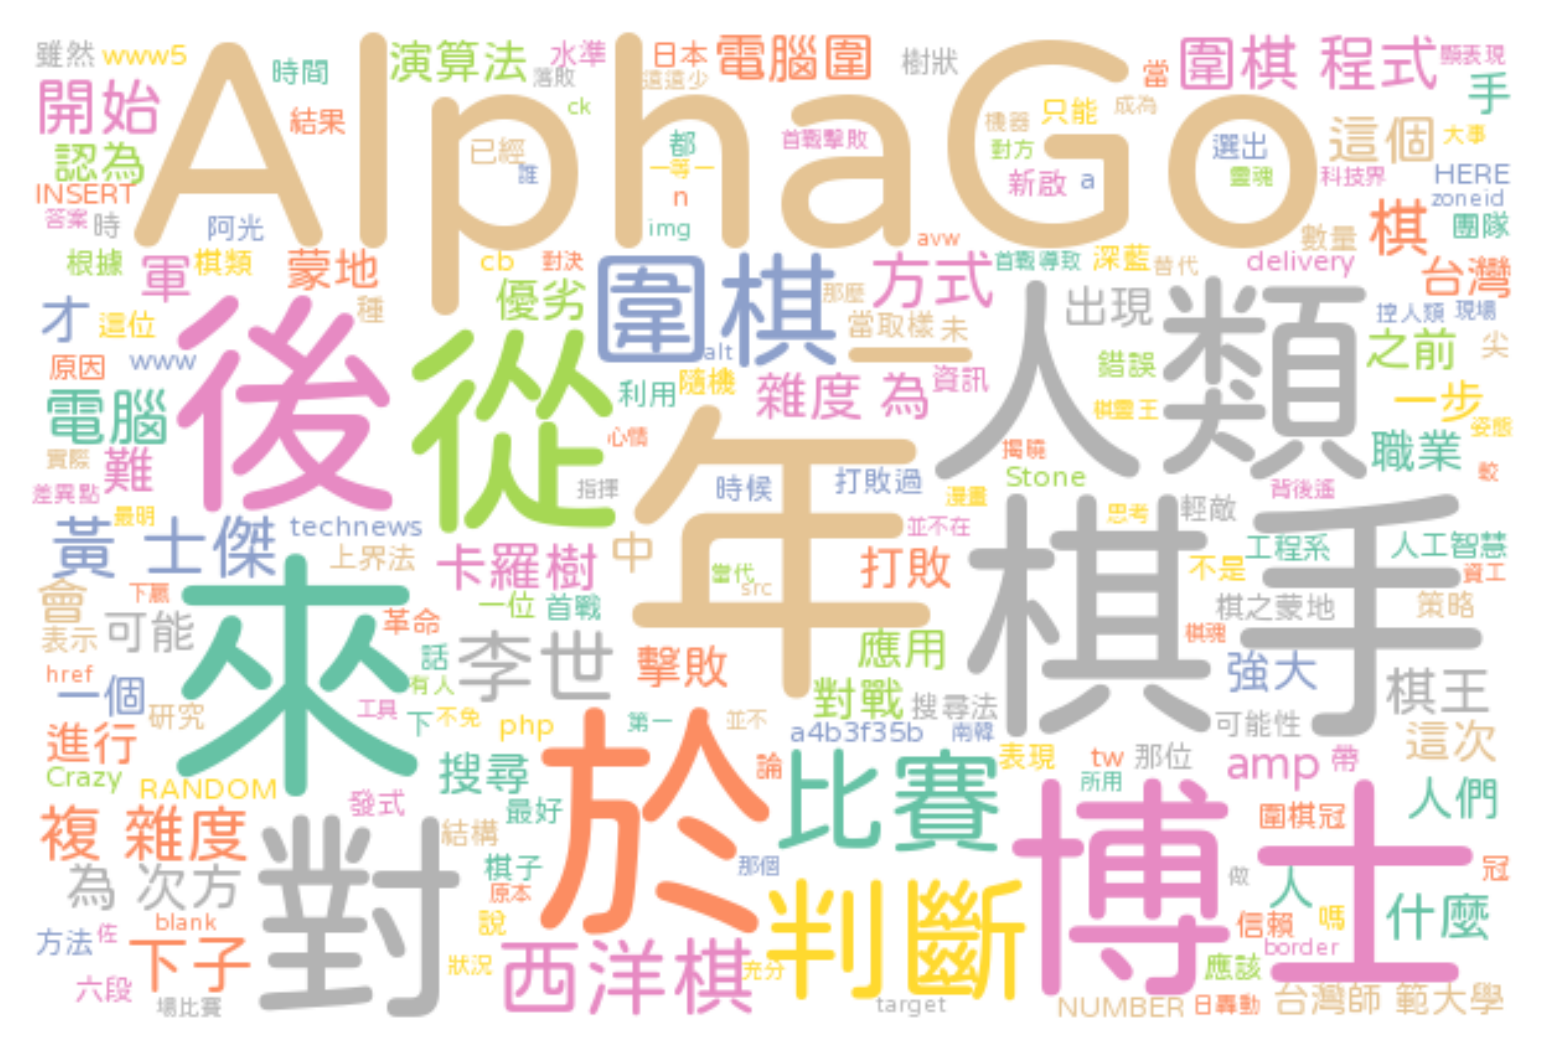 雖然 www5 演算法 水準 日本 電腦圍 樹狀 當 圍棋 程式 顯表現
時間 落敗 這這少 手
開始 結果 ck 只能 成為
AlphaGo
認為 已經 誰 都 首戰擊敗 機器 對方 選出 這個 大事
INSERT 一等一 n 新啟 a 靈魂 科技界 HERE
答案 時 阿光 img avw 數量 棋 zoneid 團隊
根據 軍 棋類 蒙地 cb 對決 圍棋 方式 首戰導致 深藍 替代 delivery 台灣
才 這位 種 優劣 那麼 當取樣 未 出現 人類 控人類 現場
原因 www 後 從 alt 一 錯誤 之前 尖
電腦 利用 隨機 雜度 為 資訊 棋靈王 一步 姿態
實際 難 心情 年 揭曉 職業 較
差異點 指揮 時候 打敗過 漫畫 Stone 背後遙
最明 黃 士傑 technews 並不在 思考 輕敵 棋手
上界法 卡羅樹 中 當代 src 打敗 不是 工程系 人工智慧 資工
會 下贏 來 一位 首戰 棋之蒙地 策略
表示 可能 革命 話 李世 擊敗 應用 棋魂
href 一個 有人 對戰 搜尋法 強大 棋王
研究 工具 下 不免 php 第一 並不 a4b3f35b 南韓 可能性
進行 搜尋 於 論 比賽 表現 tw 那位 amp 帶 這次
Crazy RANDOM 發式 最好 所用 博士 人們
複 雜度 對 結構 圍棋冠
為 次方 棋子 原本 那個 判斷 做 人 冠
方法 佐 blank 說 信賴 嗎 什麼
下子 狀況 西洋棋 充分 border 應該
六段 場比賽 target NUMBER 日轟動 台灣師 範大學